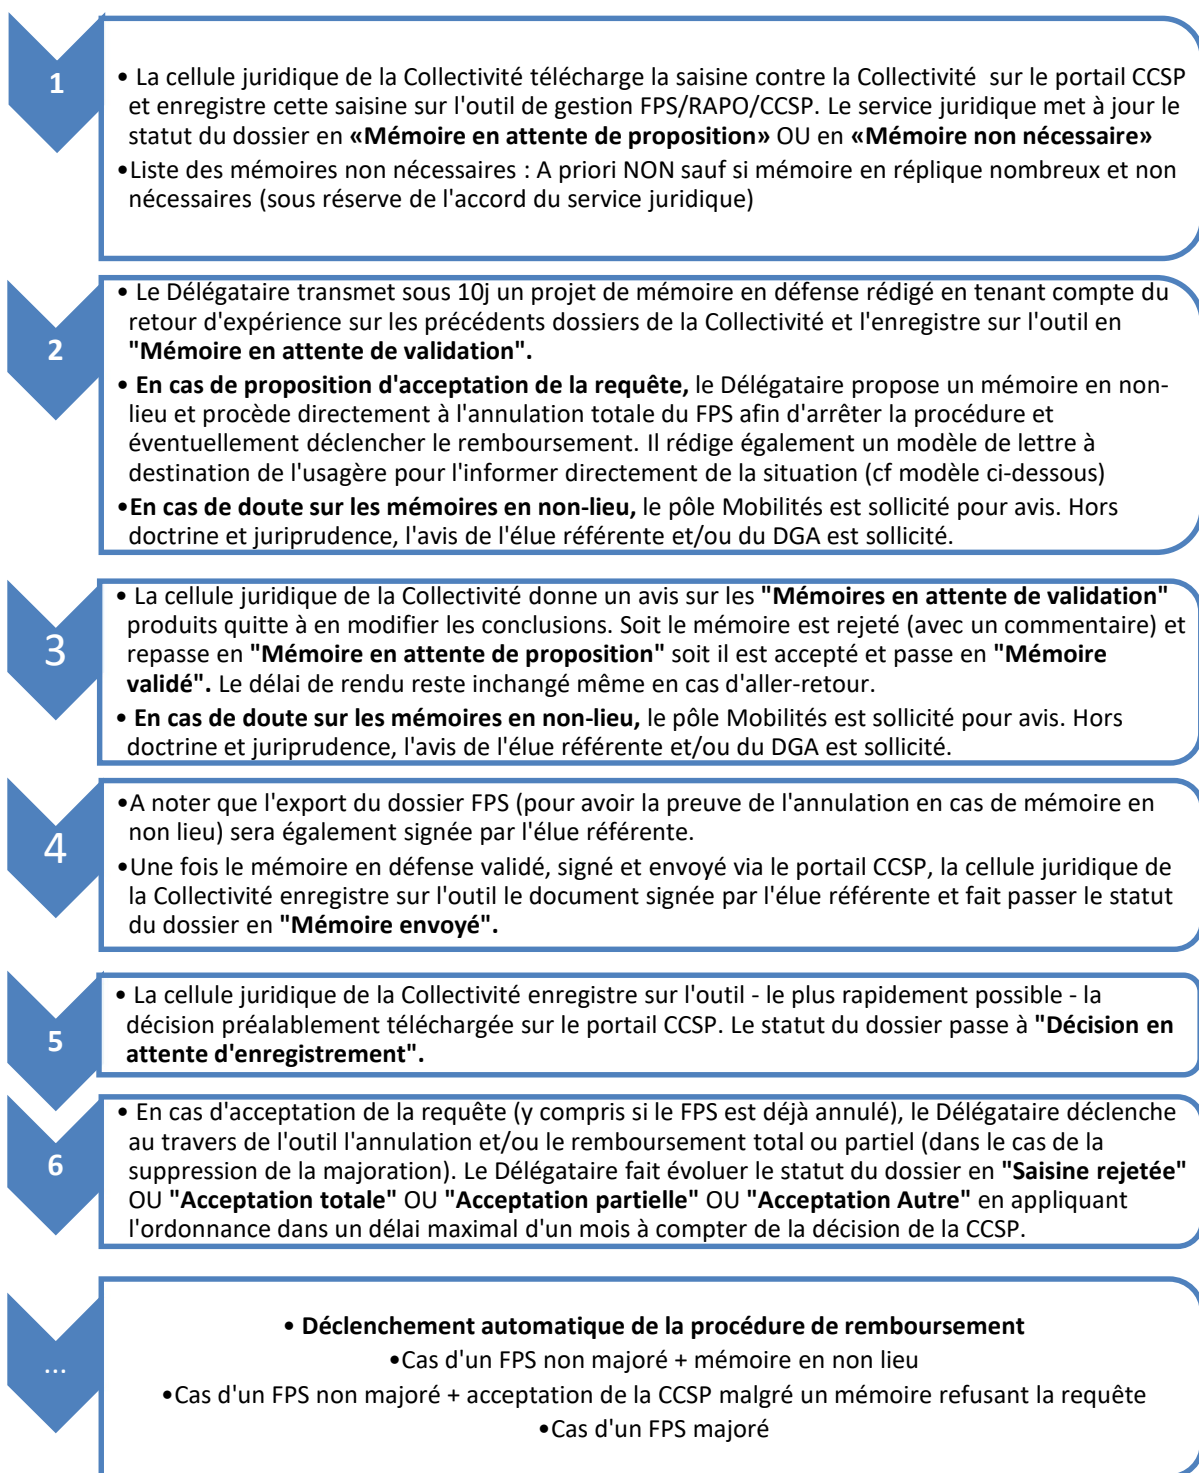 1
• La cellule juridique de la Collectivité télécharge la saisine contre la Collectivité sur le portail CCSP
et enregistre cette saisine sur l'outil de gestion FPS/RAPO/CCSP. Le service juridique met à jour le
statut du dossier en «Mémoire en attente de proposition» OU en «Mémoire non nécessaire»
•Liste des mémoires non nécessaires : A priori NON sauf si mémoire en réplique nombreux et non
nécessaires (sous réserve de l'accord du service juridique)
2
• Le Délégataire transmet sous 10j un projet de mémoire en défense rédigé en tenant compte du
retour d'expérience sur les précédents dossiers de la Collectivité et l'enregistre sur l'outil en
"Mémoire en attente de validation".
• En cas de proposition d'acceptation de la requête, le Délégataire propose un mémoire en non-
lieu et procède directement à l'annulation totale du FPS afin d'arrêter la procédure et
éventuellement déclencher le remboursement. Il rédige également un modèle de lettre à
destination de l'usagère pour l'informer directement de la situation (cf modèle ci-dessous)
•En cas de doute sur les mémoires en non-lieu, le pôle Mobilités est sollicité pour avis. Hors
doctrine et juriprudence, l'avis de l'élue référente et/ou du DGA est sollicité.
3
• La cellule juridique de la Collectivité donne un avis sur les "Mémoires en attente de validation"
produits quitte à en modifier les conclusions. Soit le mémoire est rejeté (avec un commentaire) et
repasse en "Mémoire en attente de proposition" soit il est accepté et passe en "Mémoire
validé". Le délai de rendu reste inchangé même en cas d'aller-retour.
• En cas de doute sur les mémoires en non-lieu, le pôle Mobilités est sollicité pour avis. Hors
doctrine et juriprudence, l'avis de l'élue référente et/ou du DGA est sollicité.
4
•A noter que l'export du dossier FPS (pour avoir la preuve de l'annulation en cas de mémoire en
non lieu) sera également signée par l'élue référente.
•Une fois le mémoire en défense validé, signé et envoyé via le portail CCSP, la cellule juridique de
la Collectivité enregistre sur l'outil le document signée par l'élue référente et fait passer le statut
du dossier en "Mémoire envoyé".
5
• La cellule juridique de la Collectivité enregistre sur l'outil - le plus rapidement possible - la
décision préalablement téléchargée sur le portail CCSP. Le statut du dossier passe à "Décision en
attente d'enregistrement".
6
• En cas d'acceptation de la requête (y compris si le FPS est déjà annulé), le Délégataire déclenche
au travers de l'outil l'annulation et/ou le remboursement total ou partiel (dans le cas de la
suppression de la majoration). Le Délégataire fait évoluer le statut du dossier en "Saisine rejetée"
OU "Acceptation totale" OU "Acceptation partielle" OU "Acceptation Autre" en appliquant
l'ordonnance dans un délai maximal d'un mois à compter de la décision de la CCSP.
...
• Déclenchement automatique de la procédure de remboursement
•Cas d'un FPS non majoré + mémoire en non lieu
•Cas d'un FPS non majoré + acceptation de la CCSP malgré un mémoire refusant la requête
•Cas d'un FPS majoré